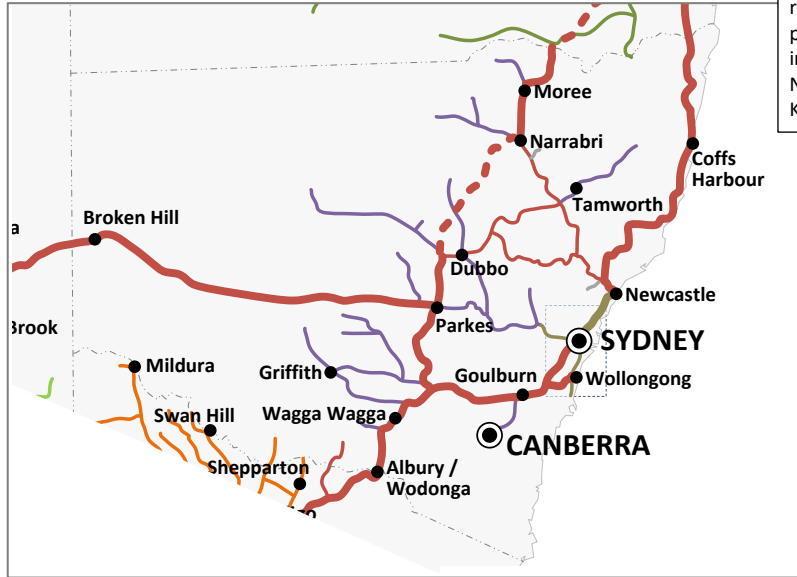 r
p
in
N
K
Moree
Narrabri
Coffs
Harbour
Tamworth
a
Broken Hill
Dubbo
Newcastle
Parkes
Brook
SYDNEY
Mildura
Griffith
Goulburn
Wollongong
Swan Hill
Wagga Wagga
CANBERRA
Shepparton
Albury /
Wodonga